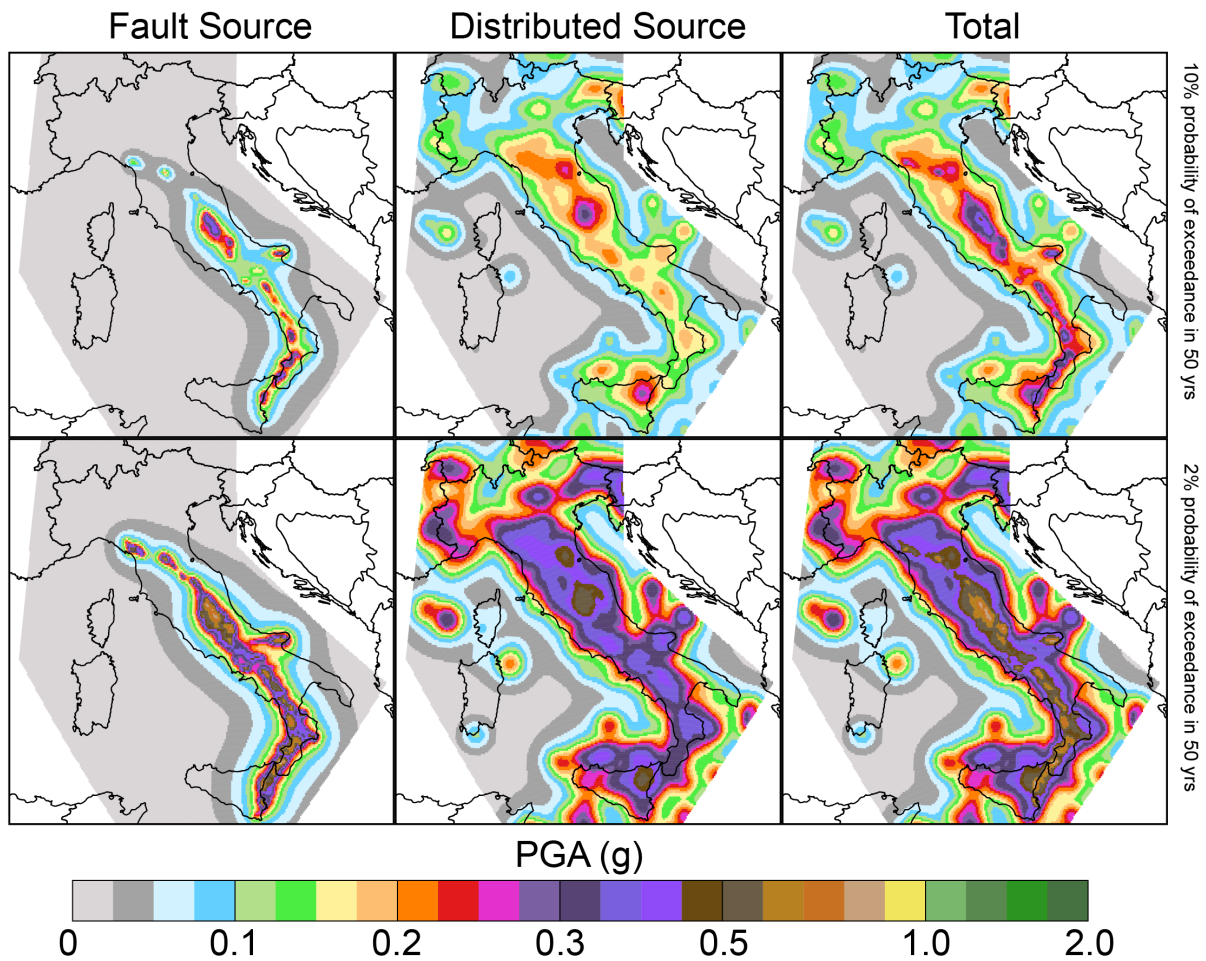 Fault Source
Distributed Source
Total
10% probability of exceedance in 50 yrs
2% probability of exceedance in 50 yrs
PGA (g)
0 0.1 0.2 0.3 0.5 1.0 2.0